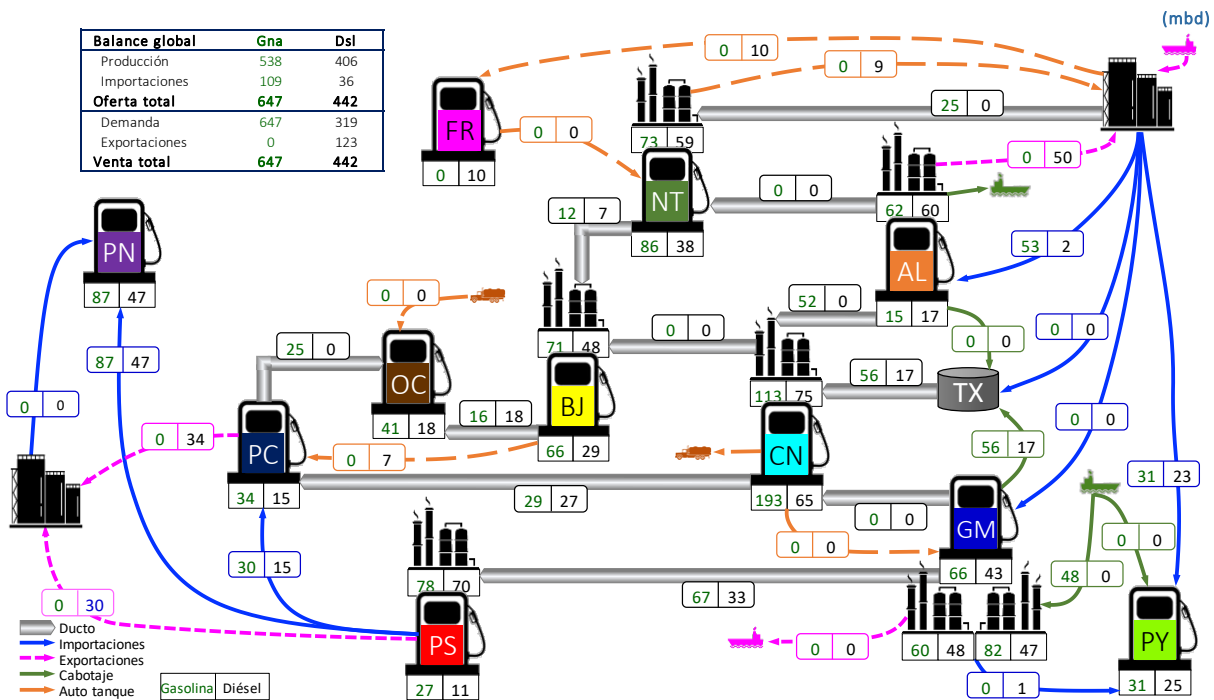 (mbd)
Balance global Gna Dsl
Producción 538 406
Importaciones 109 36
Oferta total 647 442
Demanda 647 319
Exportaciones 0 123
Venta total 647 442
0 10
0 9
25 0
FR
0 10
0 0
73 59
0 50
NT
86 38
0 0
62 60
12 7
PN
87 47
AL
15 17
53 2
52 0
0 0
0 0
0 0
71 48
0 0
87 47
25 0
OC
41 18
BJ
66 29
113 75
56 17
TX
0 0
0 0
16 18
PC
34 15
0 34
0 7
CN
193 65
56 17
31 23
29 27
0 0
GM
66 43
0 0
0 0
48 0
30 15
78 70
67 33
0 30
PS
27 11
0 0
60 48
82 47
PY
31 25
0 1
Ducto
Importaciones
Exportaciones
Cabotaje
Auto tanque
Gasolina Diésel